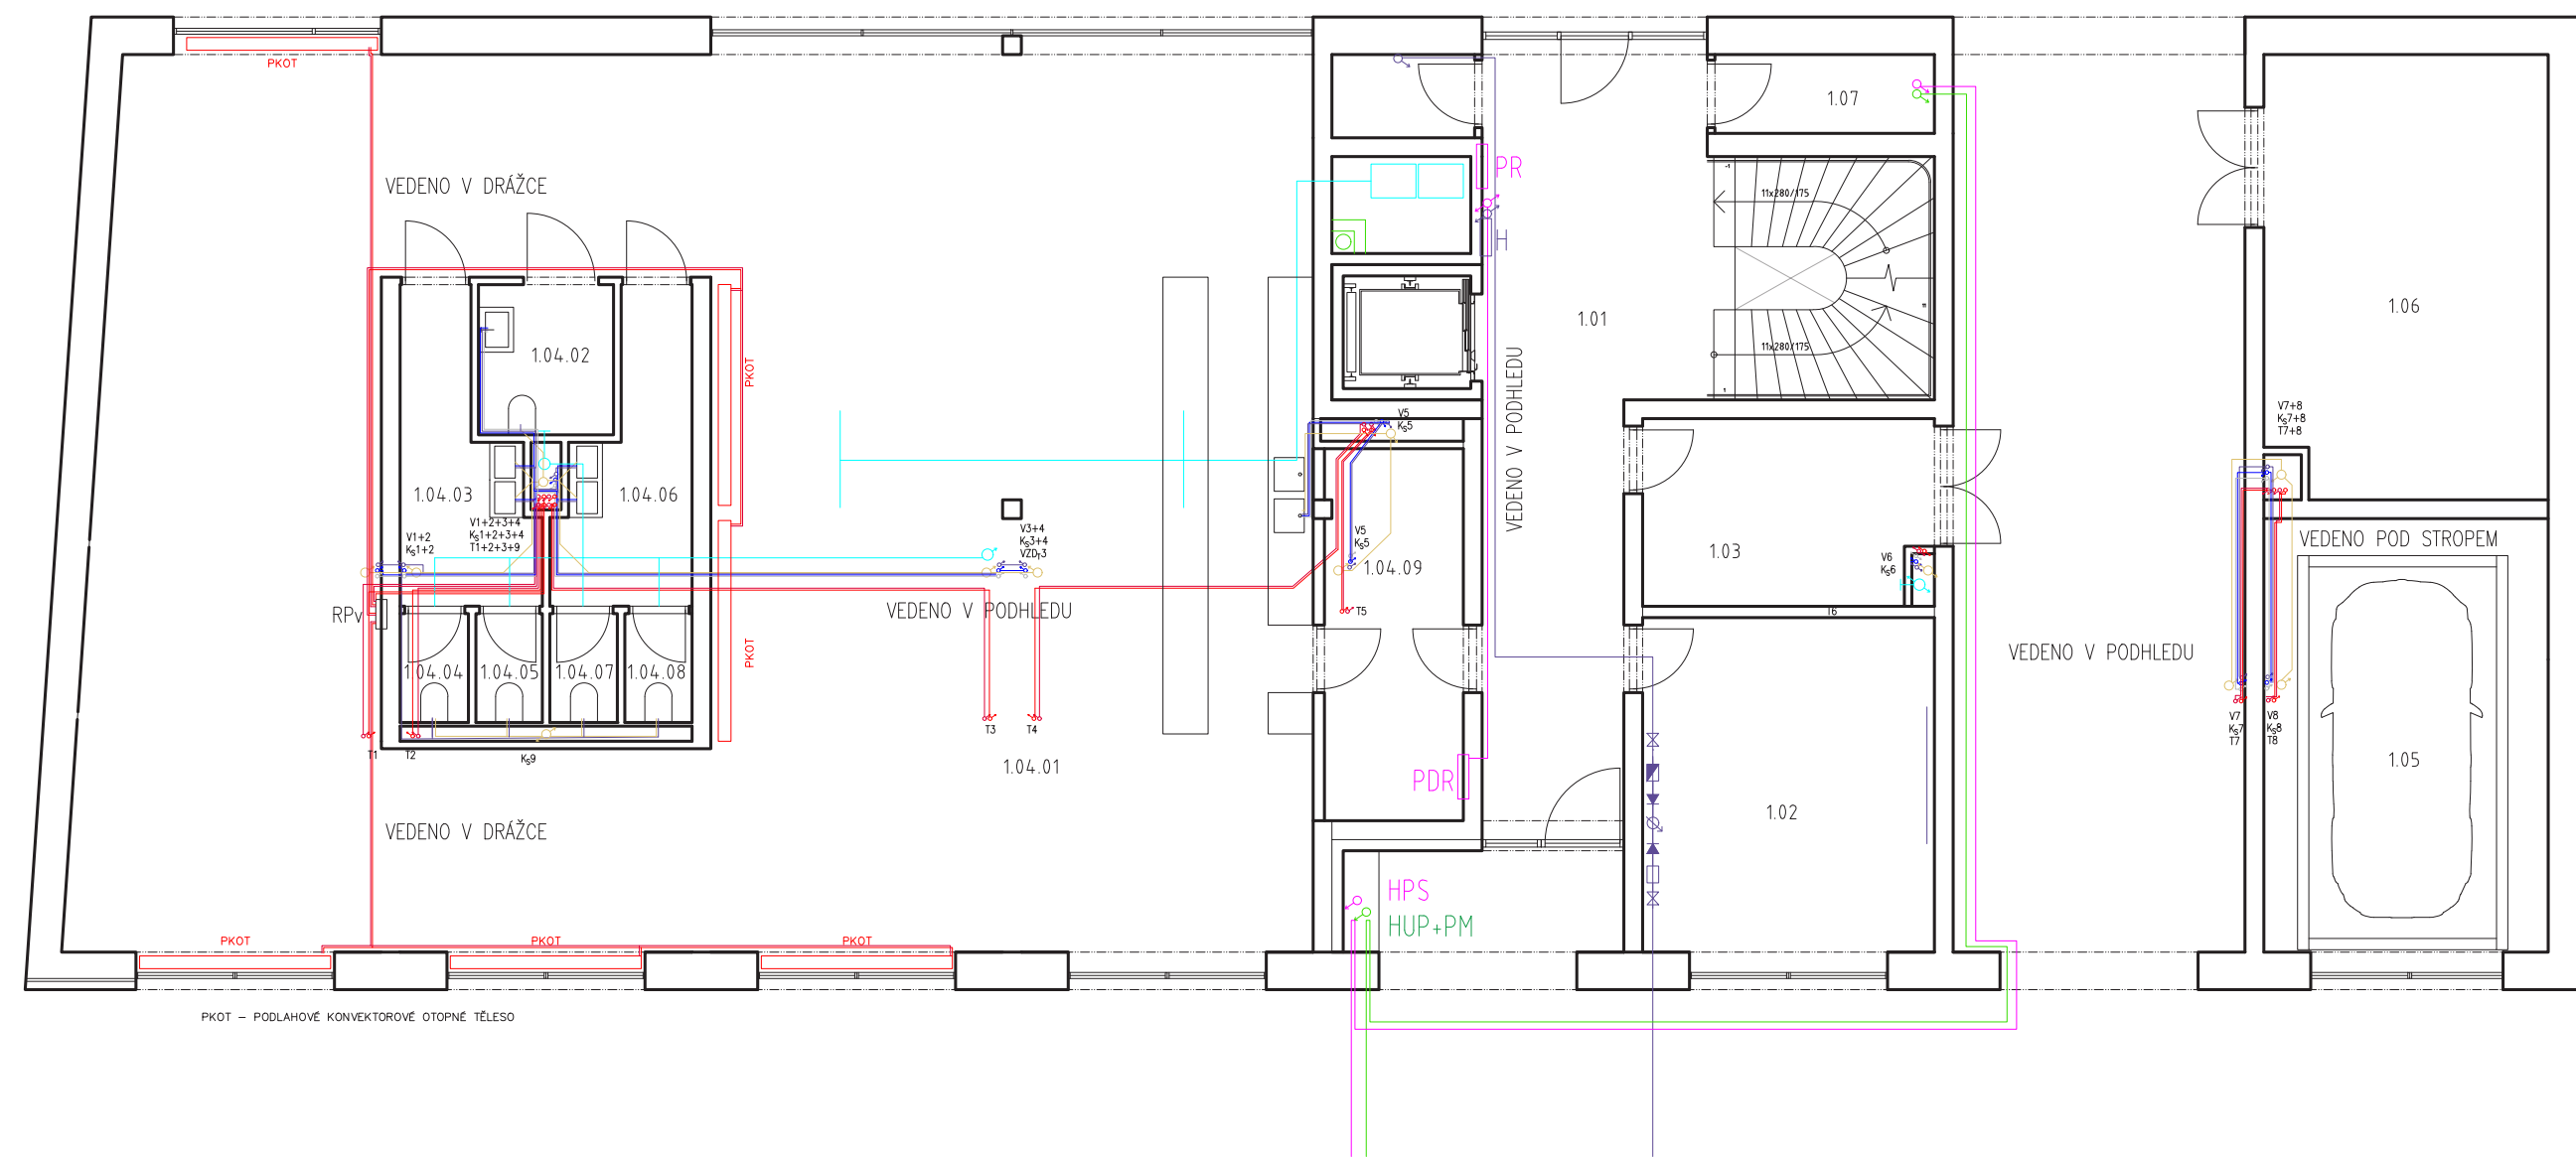 PKOT
1.07
VEDENO V DRÁŽCE
PR
11x280/175
H
1.01
1.06
11x280/175
1.04.02
PKOT
VEDENO V PODHLEDU
V5
KS5
V7+8
KS7+8
T7+8
1.04.03
1.04.06
V1+2+3+4
KS1+2+3+4
T1+2+3+9
V1+2
KS1+2
V3+4
KS3+4
VZDT3
V5
KS5
1.04.09
1.03
V6
KS6
VEDENO POD STROPEM
RPv
VEDENO V PODHLEDU
T5
T6
PKOT
VEDENO V PODHLEDU
1.04.04
1.04.05
1.04.07
1.04.08
T1
T2
KS9
T3
T4
1.04.01
V7
KS7
T7
V8
KS8
T8
1.05
PDR
1.02
VEDENO V DRÁŽCE
HPS
HUP+PM
PKOT
PKOT
PKOT
PKOT – PODLAHOVÉ KONVEKTOROVÉ OTOPNÉ TĚLESO